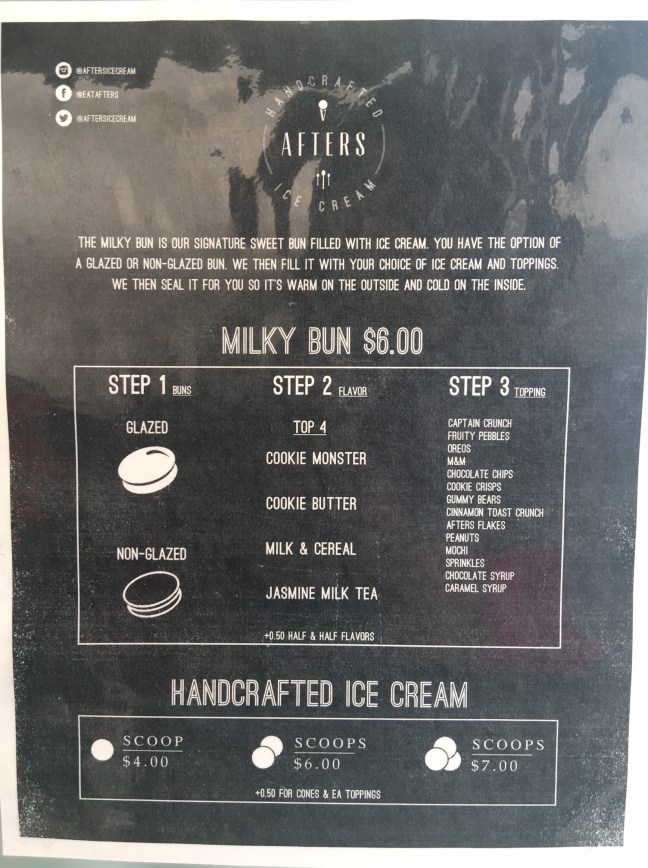 @AFTERSICECREAM
@EATAFTERS
@AFTERSICECREAM
HANDCRAFTED
AFTERS
ICE CREAM
THE MILKY BUN IS OUR SIGNATURE SWEET BUN FILLED WITH ICE CREAM. YOU HAVE THE OPTION OF
A GLAZED OR NON-GLAZED BUN. WE THEN FILL IT WITH YOUR CHOICE OF ICE CREAM AND TOPPINGS.
WE THEN SEAL IT FOR YOU SO IT'S WARM ON THE OUTSIDE AND COLD ON THE INSIDE.
MILKY BUN $6.00
STEP 1 BUNS
GLAZED
NON-GLAZED
STEP 2 FLAVOR
TOP 4
COOKIE MONSTER
COOKIE BUTTER
MILK & CEREAL
JASMINE MILK TEA
+0.50 HALF & HALF FLAVORS
STEP 3 TOPPING
CAPTAIN CRUNCH
FRUITY PEBBLES
OREOS
M&M
CHOCOLATE CHIPS
COOKIE CRISPS
GUMMY BEARS
CINNAMON TOAST CRUNCH
AFTERS FLAKES
PEANUTS
MOCHI
SPRINKLES
CHOCOLATE SYRUP
CARAMEL SYRUP
HANDCRAFTED ICE CREAM
SCOOP
$4.00
SCOOPS
$6.00
SCOOPS
$7.00
+0.50 FOR CONES & EA TOPPINGS